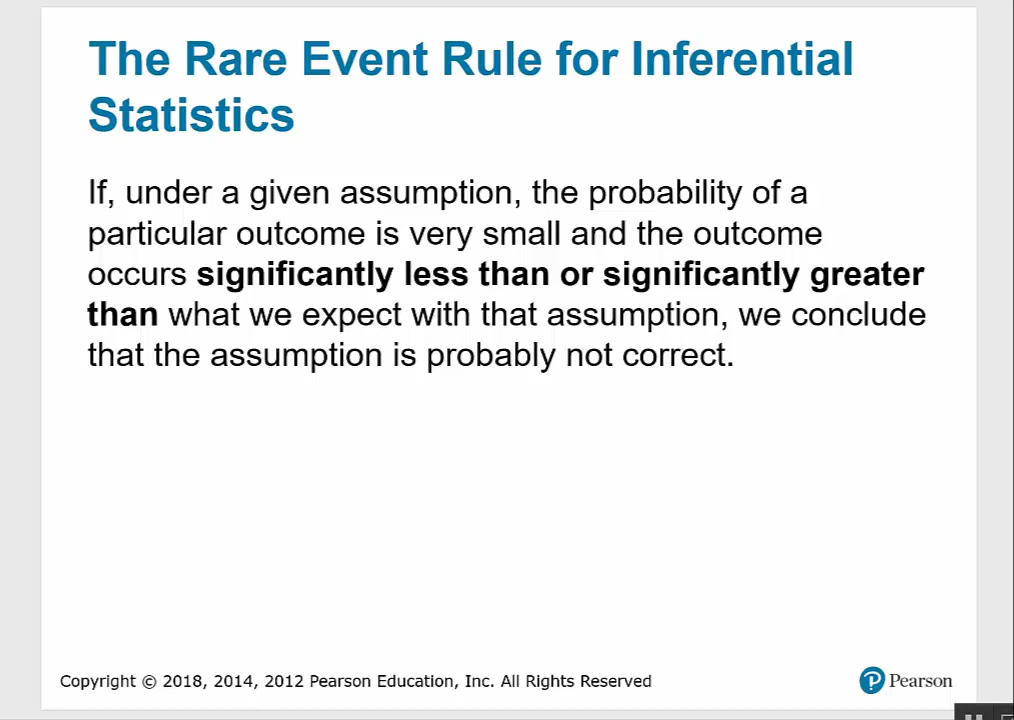 The Rare Event Rule for Inferential
Statistics
If, under a given assumption, the probability of a
particular outcome is very small and the outcome
occurs significantly less than or significantly greater
than what we expect with that assumption, we conclude
that the assumption is probably not correct.
Copyright © 2018, 2014, 2012 Pearson Education, Inc. All Rights Reserved
P Pearson